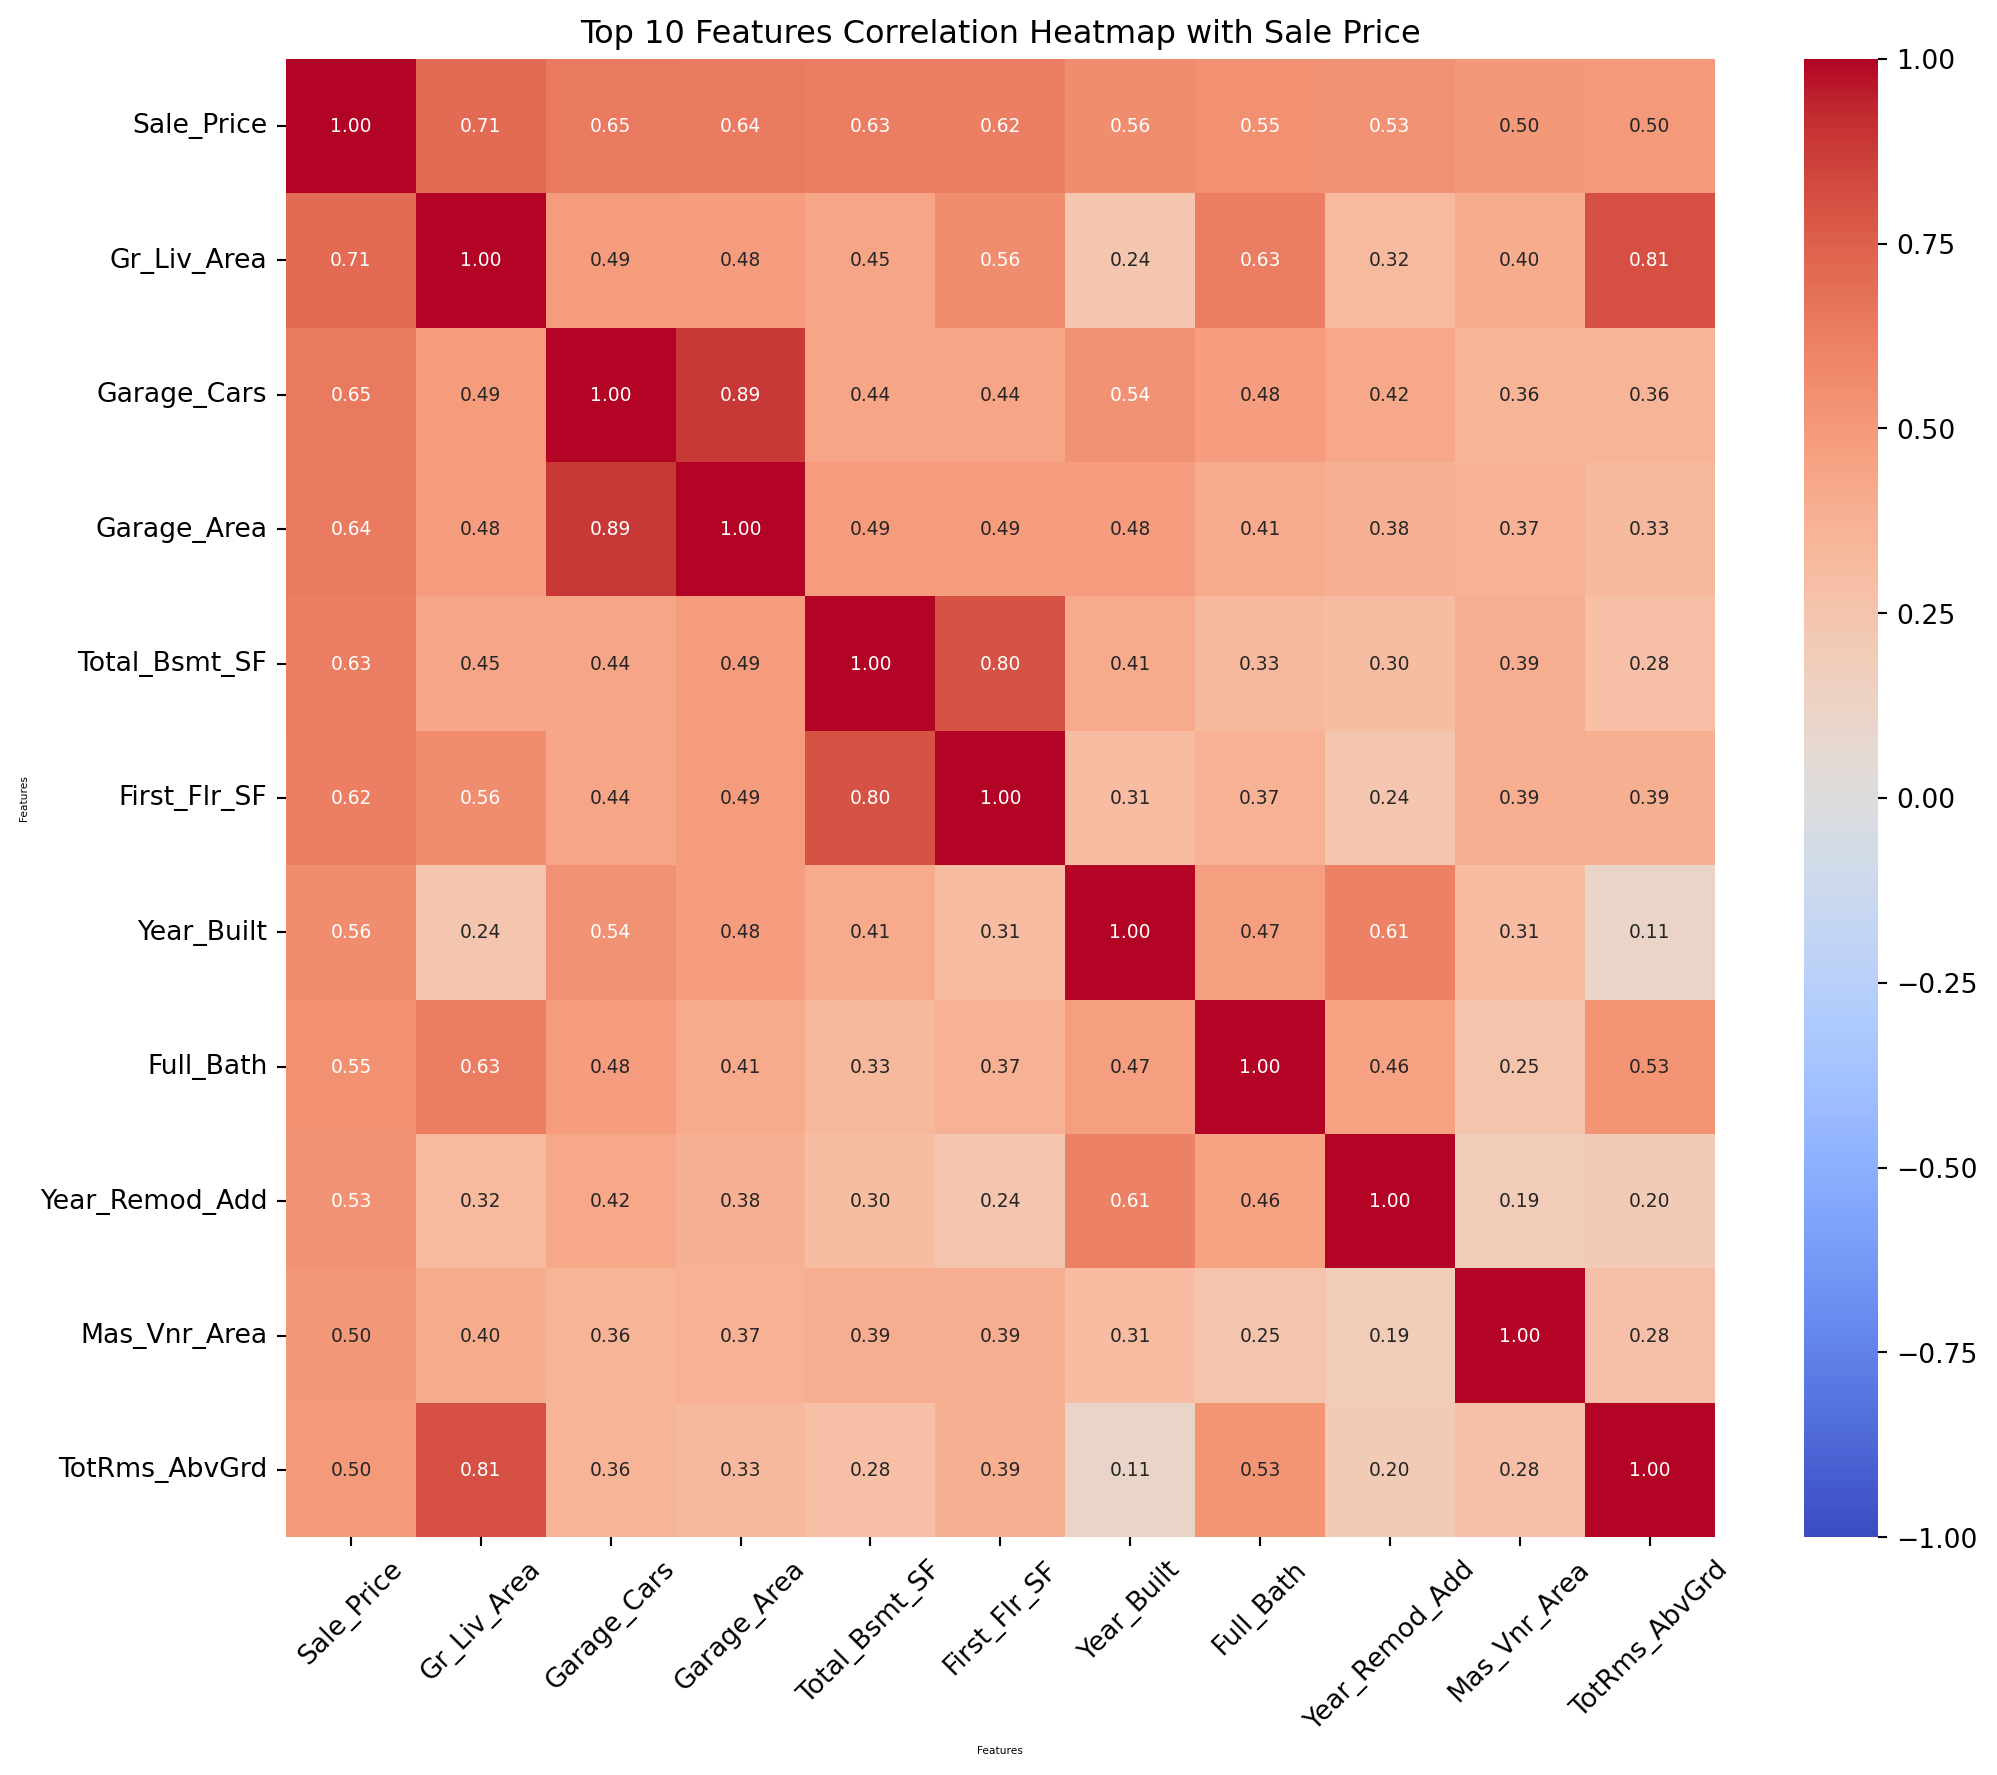 Top 10 Features Correlation Heatmap with Sale Price
Sale_Price 1.00 0.71 0.65 0.64 0.63 0.62 0.56 0.55 0.53 0.50 0.50
Gr_Liv_Area 0.71 1.00 0.49 0.48 0.45 0.56 0.24 0.63 0.32 0.40 0.81
Garage_Cars 0.65 0.49 1.00 0.89 0.44 0.44 0.54 0.48 0.42 0.36 0.36
Garage_Area 0.64 0.48 0.89 1.00 0.49 0.49 0.48 0.41 0.38 0.37 0.33
Total_Bsmt_SF 0.63 0.45 0.44 0.49 1.00 0.80 0.41 0.33 0.30 0.39 0.28
First_Flr_SF 0.62 0.56 0.44 0.49 0.80 1.00 0.31 0.37 0.24 0.39 0.39
Year_Built 0.56 0.24 0.54 0.48 0.41 0.31 1.00 0.47 0.61 0.31 0.11
Full_Bath 0.55 0.63 0.48 0.41 0.33 0.37 0.47 1.00 0.46 0.25 0.53
Year_Remod_Add 0.53 0.32 0.42 0.38 0.30 0.24 0.61 0.46 1.00 0.19 0.20
Mas_Vnr_Area 0.50 0.40 0.36 0.37 0.39 0.39 0.31 0.25 0.19 1.00 0.28
TotRms_AbvGrd 0.50 0.81 0.36 0.33 0.28 0.39 0.11 0.53 0.20 0.28 1.00
Sale_Price Gr_Liv_Area Garage_Cars Garage_Area Total_Bsmt_SF First_Flr_SF Year_Built Full_Bath Year_Remod_Add Mas_Vnr_Area TotRms_AbvGrd
Features
Features
1.00
0.75
0.50
0.25
0.00
−0.25
−0.50
−0.75
−1.00